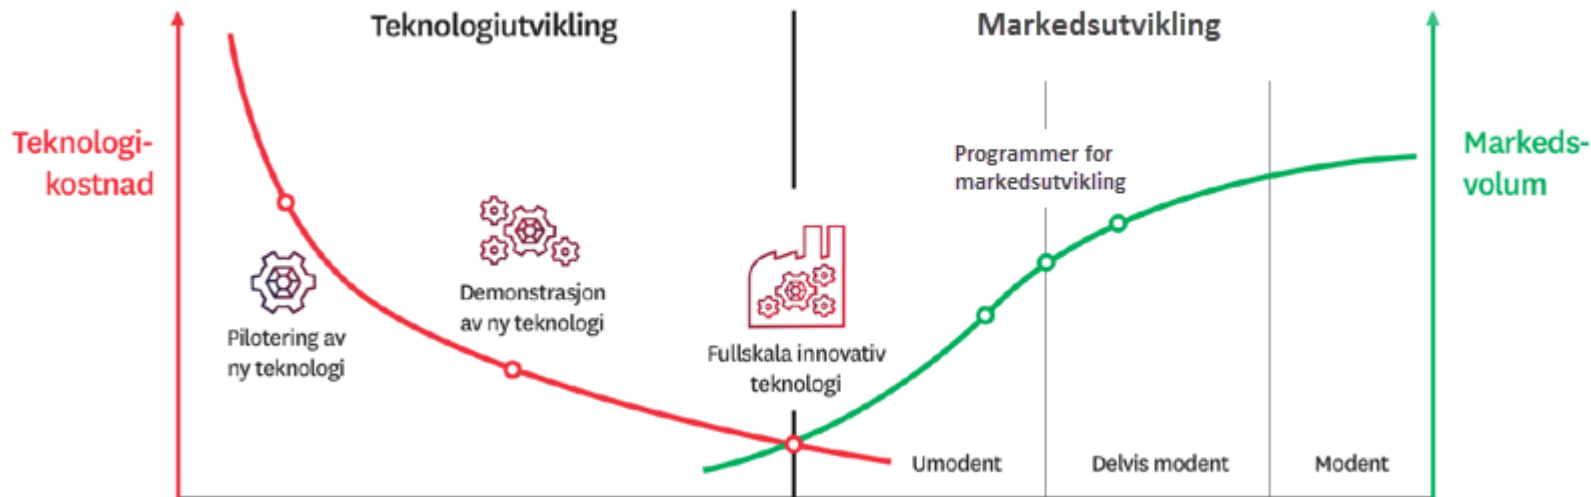 Teknologiutvikling
Markedsutvikling
Teknologi-
kostnad
Markeds-
volum
Programmer for
markedsutvikling
Pilotering av
ny teknologi
Demonstrasjon
av ny teknologi
Fullskala innovativ
teknologi
Umodent
Delvis modent
Modent